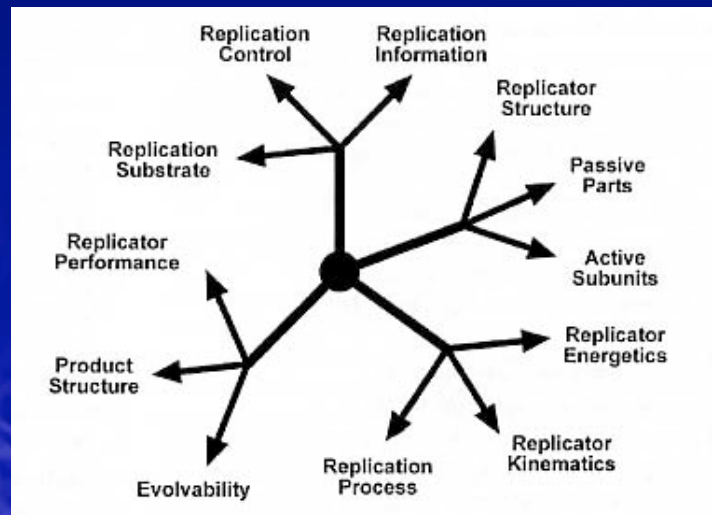 Replication
Control
Replication
Information
Replicator
Structure
Replication
Substrate
Passive
Parts
Replicator
Performance
Active
Subunits
Replicator
Energetics
Product
Structure
Replicator
Kinematics
Replication
Process
Evolvability